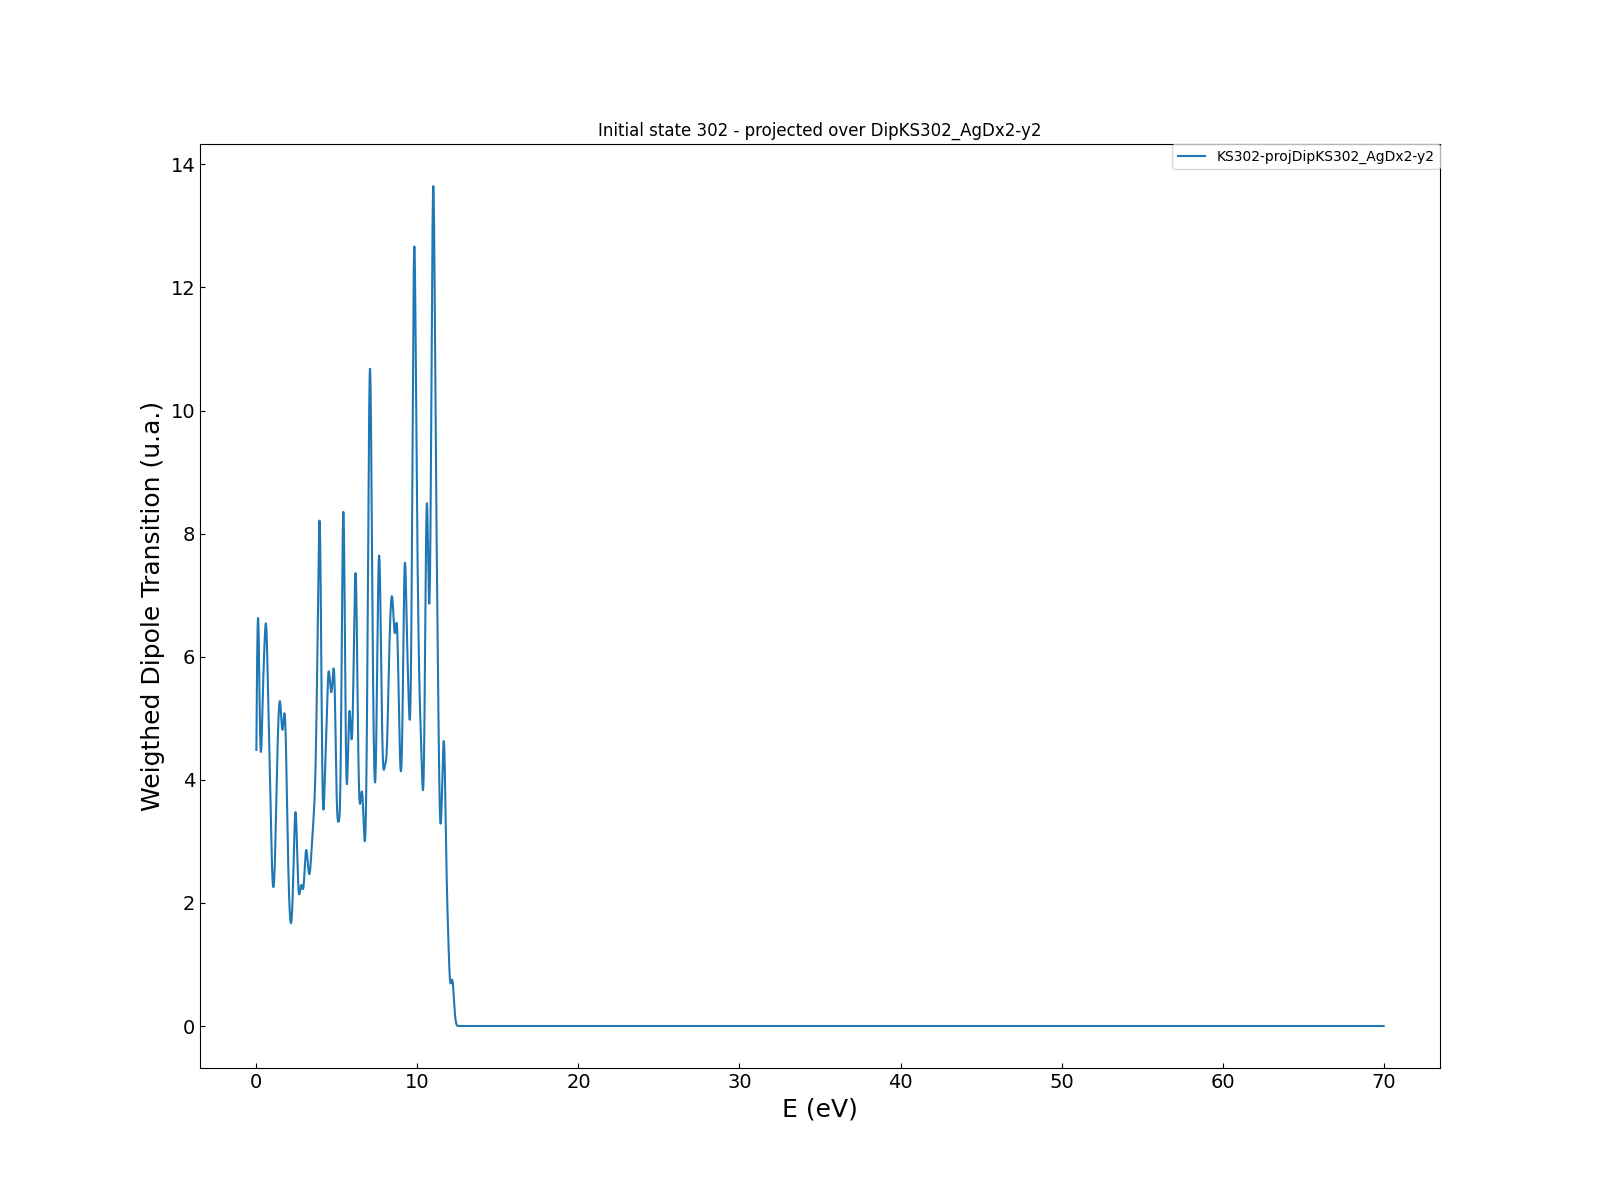 Initial state 302 - projected over DipKS302_AgDx2-y2
KS302-projDipKS302_AgDx2-y2
14
12
10
8
6
4
2
0
Weigthed Dipole Transition (u.a.)
0 10 20 30 40 50 60 70
E (eV)